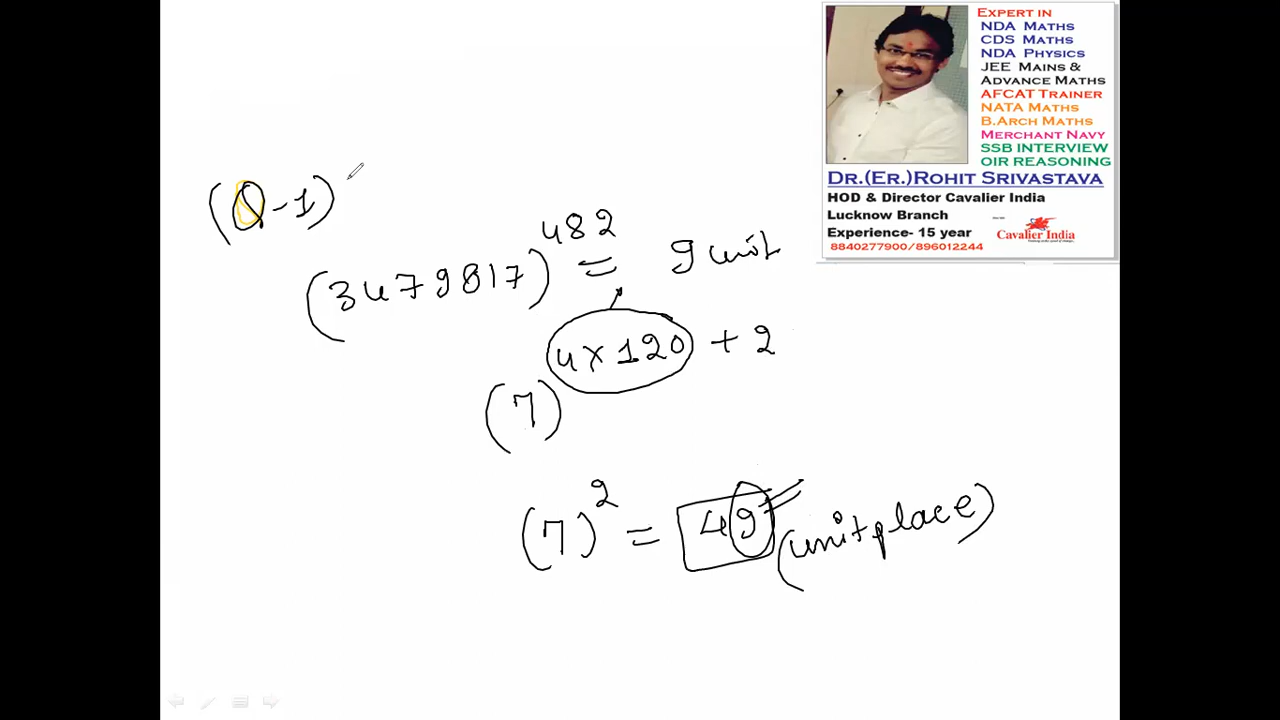 EXPERT IN
NDA MATHS
CDS MATHS
NDA PHYSICS
JEE MAINS &
ADVANCE MATHS
AFCAT TRAINER
NATA MATHS
B.ARCH MATHS
MERCHANT NAVY
SSB INTERVIEW
OIR REASONING
DR.(ER.)ROHIT SRIVASTAVA
HOD & Director Cavalier India
Lucknow Branch
Experience- 15 year
8840277900/896012244
Cavalier India
(Q-1)
(3479817)^482 = 9 unit
(7)^4×120 + 2
(7)^2 = 49 (unit place)